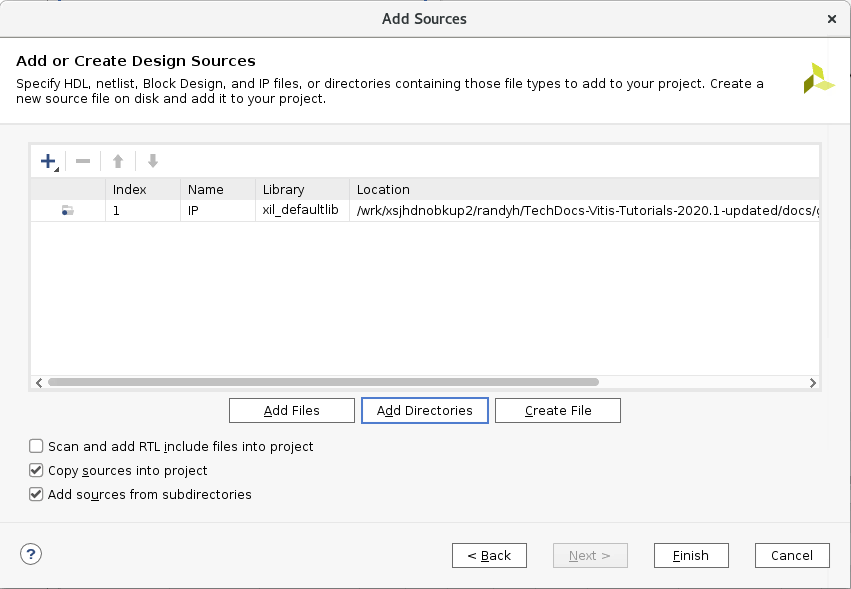 Add Sources
Add or Create Design Sources
Specify HDL, netlist, Block Design, and IP files, or directories containing those file types to add to your project. Create a
new source file on disk and add it to your project.
Index Name Library Location
1 IP xil_defaultlib /wrk/xsjhdnobkup2/randyh/TechDocs-Vitis-Tutorials-2020.1-updated/docs/
Add Files Add Directories Create File
Scan and add RTL include files into project
Copy sources into project
Add sources from subdirectories
? < Back Next > Finish Cancel